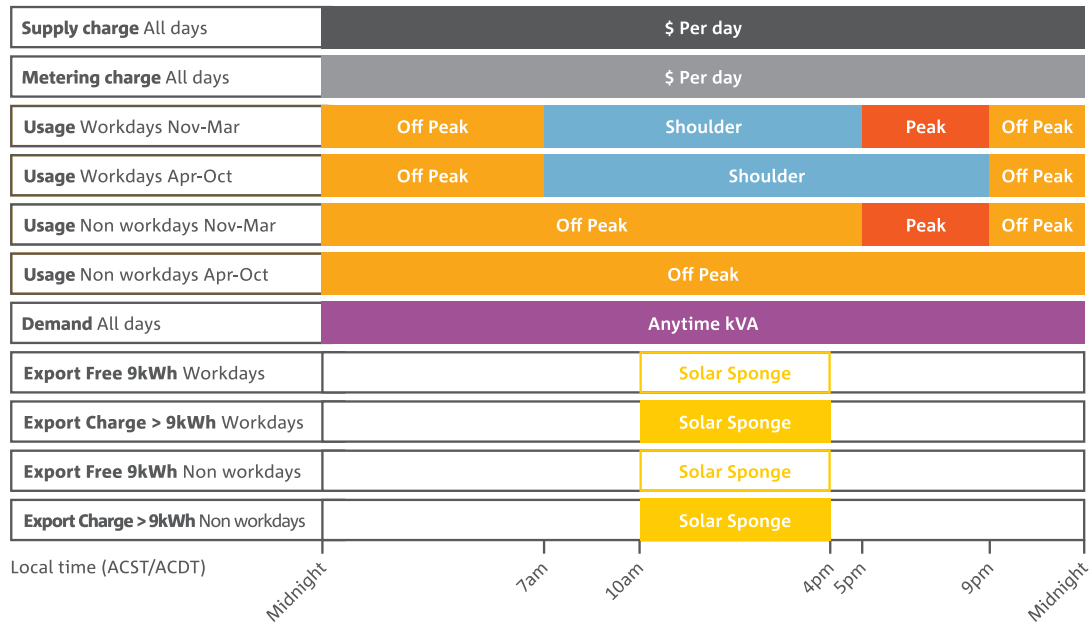 Supply charge All days $ Per day
Metering charge All days $ Per day
Usage Workdays Nov-Mar Off Peak Shoulder Peak Off Peak
Usage Workdays Apr-Oct Off Peak Shoulder Off Peak
Usage Non workdays Nov-Mar Off Peak Peak Off Peak
Usage Non workdays Apr-Oct Off Peak
Demand All days Anytime kVA
Export Free 9kWh Workdays Solar Sponge
Export Charge > 9kWh Workdays Solar Sponge
Export Free 9kWh Non workdays Solar Sponge
Export Charge > 9kWh Non workdays Solar Sponge
Local time (ACST/ACDT) Midnight 7am 10am 4pm 5pm 9pm Midnight